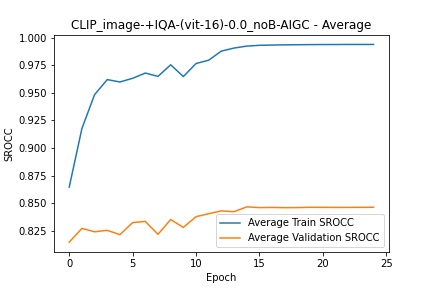 CLIP_image-+IQA-(vit-16)-0.0_noB-AIGC - Average
1.000
0.975
0.950
0.925
0.900
0.875
0.850
0.825
SROCC
Average Train SROCC
Average Validation SROCC
0 5 10 15 20 25
Epoch